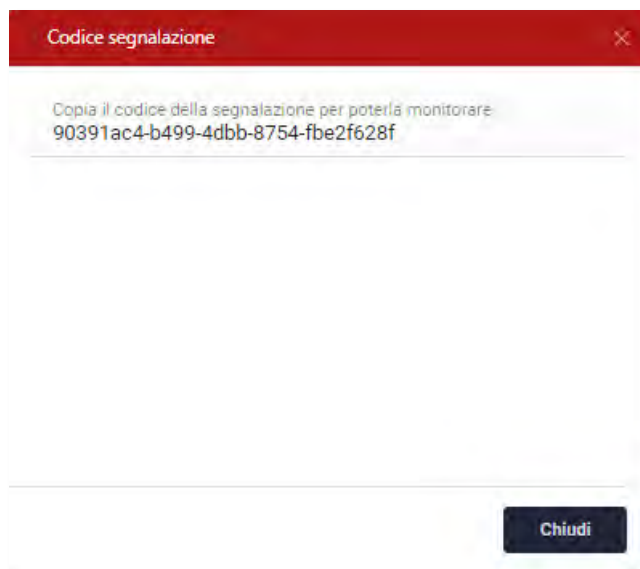 Codice segnalazione
Copia il codice della segnalazione per poterla monitorare
90391ac4-b499-4dbb-8754-fbe2f628f
Chiudi